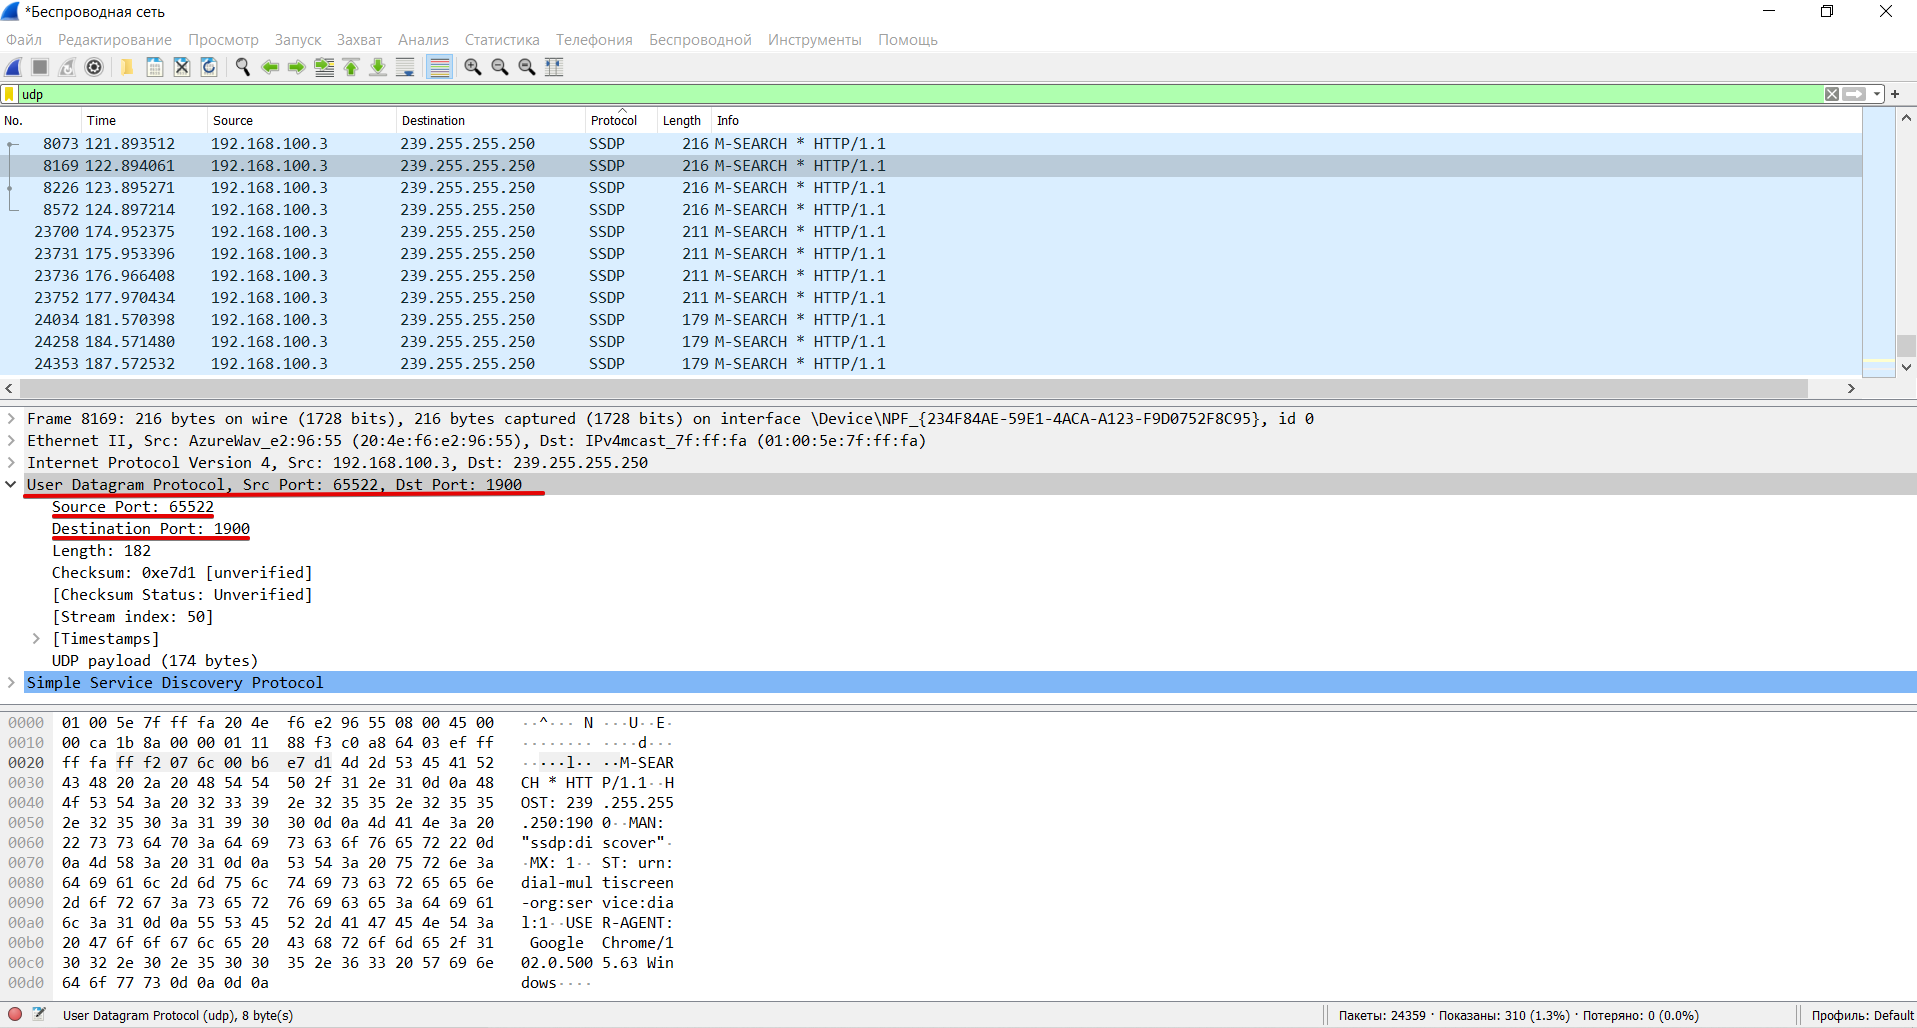 *Беспроводная сеть
Файл Редактирование Просмотр Запуск Захват Анализ Статистика Телефония Беспроводной Инструменты Помощь
udp
No. Time Source Destination Protocol Length Info
8073 121.893512 192.168.100.3 239.255.255.250 SSDP 216 M-SEARCH * HTTP/1.1
8169 122.894061 192.168.100.3 239.255.255.250 SSDP 216 M-SEARCH * HTTP/1.1
8226 123.895271 192.168.100.3 239.255.255.250 SSDP 216 M-SEARCH * HTTP/1.1
8572 124.897214 192.168.100.3 239.255.255.250 SSDP 216 M-SEARCH * HTTP/1.1
23700 174.952375 192.168.100.3 239.255.255.250 SSDP 211 M-SEARCH * HTTP/1.1
23731 175.953396 192.168.100.3 239.255.255.250 SSDP 211 M-SEARCH * HTTP/1.1
23736 176.966408 192.168.100.3 239.255.255.250 SSDP 211 M-SEARCH * HTTP/1.1
23752 177.970434 192.168.100.3 239.255.255.250 SSDP 211 M-SEARCH * HTTP/1.1
24034 181.570398 192.168.100.3 239.255.255.250 SSDP 179 M-SEARCH * HTTP/1.1
24258 184.571480 192.168.100.3 239.255.255.250 SSDP 179 M-SEARCH * HTTP/1.1
24353 187.572532 192.168.100.3 239.255.255.250 SSDP 179 M-SEARCH * HTTP/1.1
Frame 8169: 216 bytes on wire (1728 bits), 216 bytes captured (1728 bits) on interface \Device\NPF_{234F84AE-59E1-4ACA-A123-F9D0752F8C95}, id 0
Ethernet II, Src: AzureWav_e2:96:55 (20:4e:f6:e2:96:55), Dst: IPv4mcast_7f:ff:fa (01:00:5e:7f:ff:fa)
Internet Protocol Version 4, Src: 192.168.100.3, Dst: 239.255.255.250
User Datagram Protocol, Src Port: 65522, Dst Port: 1900
Source Port: 65522
Destination Port: 1900
Length: 182
Checksum: 0xe7d1 [unverified]
[Checksum Status: Unverified]
[Stream index: 50]
[Timestamps]
UDP payload (174 bytes)
Simple Service Discovery Protocol
0000 01 00 5e 7f ff fa 20 4e f6 e2 96 55 08 00 45 00 ··^··· N ···U··E·
0010 00 ca 1b 8a 00 00 01 11 88 f3 c0 a8 64 03 ef ff ········ ····d···
0020 ff fa ff f2 07 6c 00 b6 e7 d1 4d 2d 53 45 41 52 ·····l·· ··M-SEAR
0030 43 48 20 2a 20 48 54 54 50 2f 31 2e 31 0d 0a 48 CH * HTT P/1.1··H
0040 4f 53 54 3a 20 32 33 39 2e 32 35 35 2e 32 35 35 OST: 239 .255.255
0050 2e 32 35 30 3a 31 39 30 30 0d 0a 4d 41 4e 3a 20 .250:190 0··MAN:
0060 22 73 73 64 70 3a 64 69 73 63 6f 76 65 72 22 0d "ssdp:di scover"·
0070 0a 4d 58 3a 20 31 0d 0a 53 54 3a 20 75 72 6e 3a ·MX: 1·· ST: urn:
0080 64 69 61 6c 2d 6d 75 6c 74 69 73 63 72 65 65 6e dial-mul tiscreen
0090 2d 6f 72 67 3a 73 65 72 76 69 63 65 3a 64 69 61 -org:ser vice:dia
00a0 6c 3a 31 0d 0a 55 53 45 52 2d 41 47 45 4e 54 3a l:1··USE R-AGENT:
00b0 20 47 6f 6f 67 6c 65 20 43 68 72 6f 6d 65 2f 31 Google Chrome/1
00c0 30 32 2e 30 2e 35 30 30 35 2e 36 33 20 57 69 6e 02.0.500 5.63 Win
00d0 64 6f 77 73 0d 0a 0d 0a dows····
User Datagram Protocol (udp), 8 byte(s) Пакеты: 24359 · Показаны: 310 (1.3%) · Потеряно: 0 (0.0%) Профиль: Default